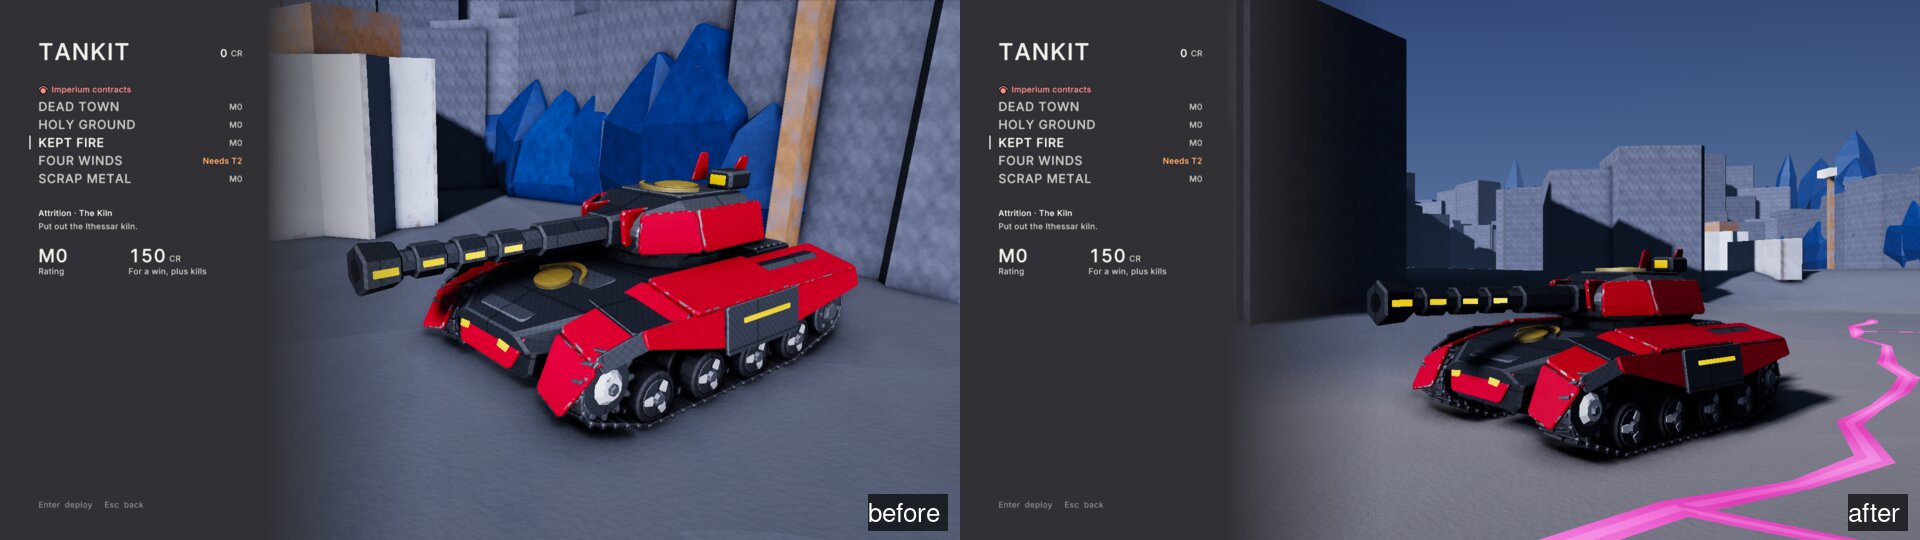 TANKIT 0 CR
Imperium contracts
DEAD TOWN M0
HOLY GROUND M0
KEPT FIRE M0
FOUR WINDS Needs T2
SCRAP METAL M0
Attrition · The Kiln
Put out the Ithessar kiln.
M0 150 CR
Rating For a win, plus kills
Enter deploy Esc back
before
TANKIT 0 CR
Imperium contracts
DEAD TOWN M0
HOLY GROUND M0
KEPT FIRE M0
FOUR WINDS Needs T2
SCRAP METAL M0
Attrition · The Kiln
Put out the Ithessar kiln.
M0 150 CR
Rating For a win, plus kills
Enter deploy Esc back
after